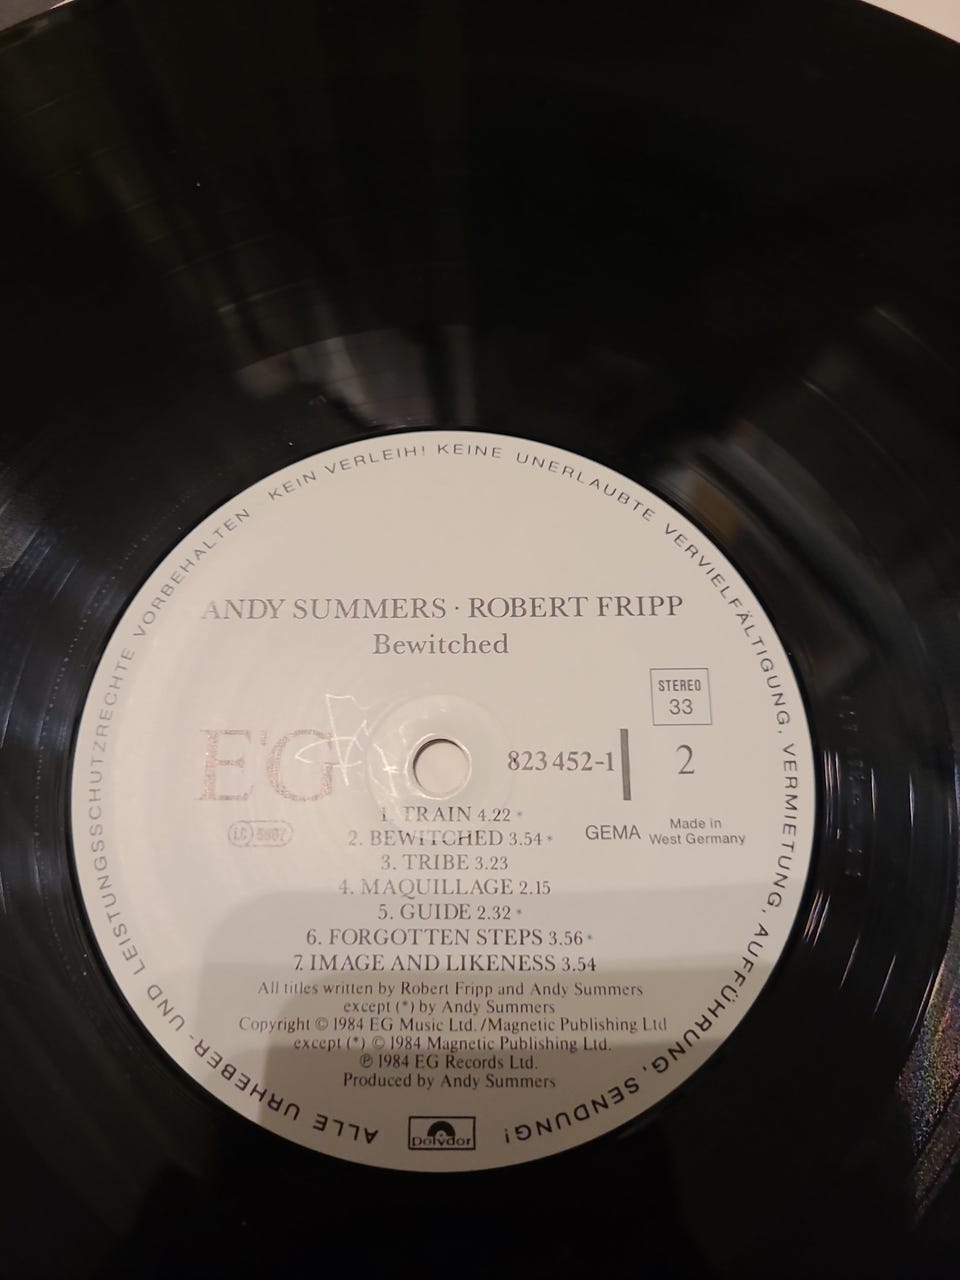 ALLE URHEBER- UND LEISTUNGSSCHUTZRECHTE VORBEHALTEN · KEIN VERLEIH! KEINE UNERLAUBTE VERVIELFÄLTIGUNG, VERMIETUNG, AUFFÜHRUNG, SENDUNG!
ANDY SUMMERS · ROBERT FRIPP
Bewitched
STEREO
33
EG
823 452-1
2
LC 5807
GEMA
Made in
West Germany
1. TRAIN 4.22 *
2. BEWITCHED 3.54 *
3. TRIBE 3.23
4. MAQUILLAGE 2.15
5. GUIDE 2.32 *
6. FORGOTTEN STEPS 3.56 *
7. IMAGE AND LIKENESS 3.54
All titles written by Robert Fripp and Andy Summers
except (*) by Andy Summers
Copyright © 1984 EG Music Ltd. /Magnetic Publishing Ltd
except (*) © 1984 Magnetic Publishing Ltd.
℗ 1984 EG Records Ltd.
Produced by Andy Summers
Polydor